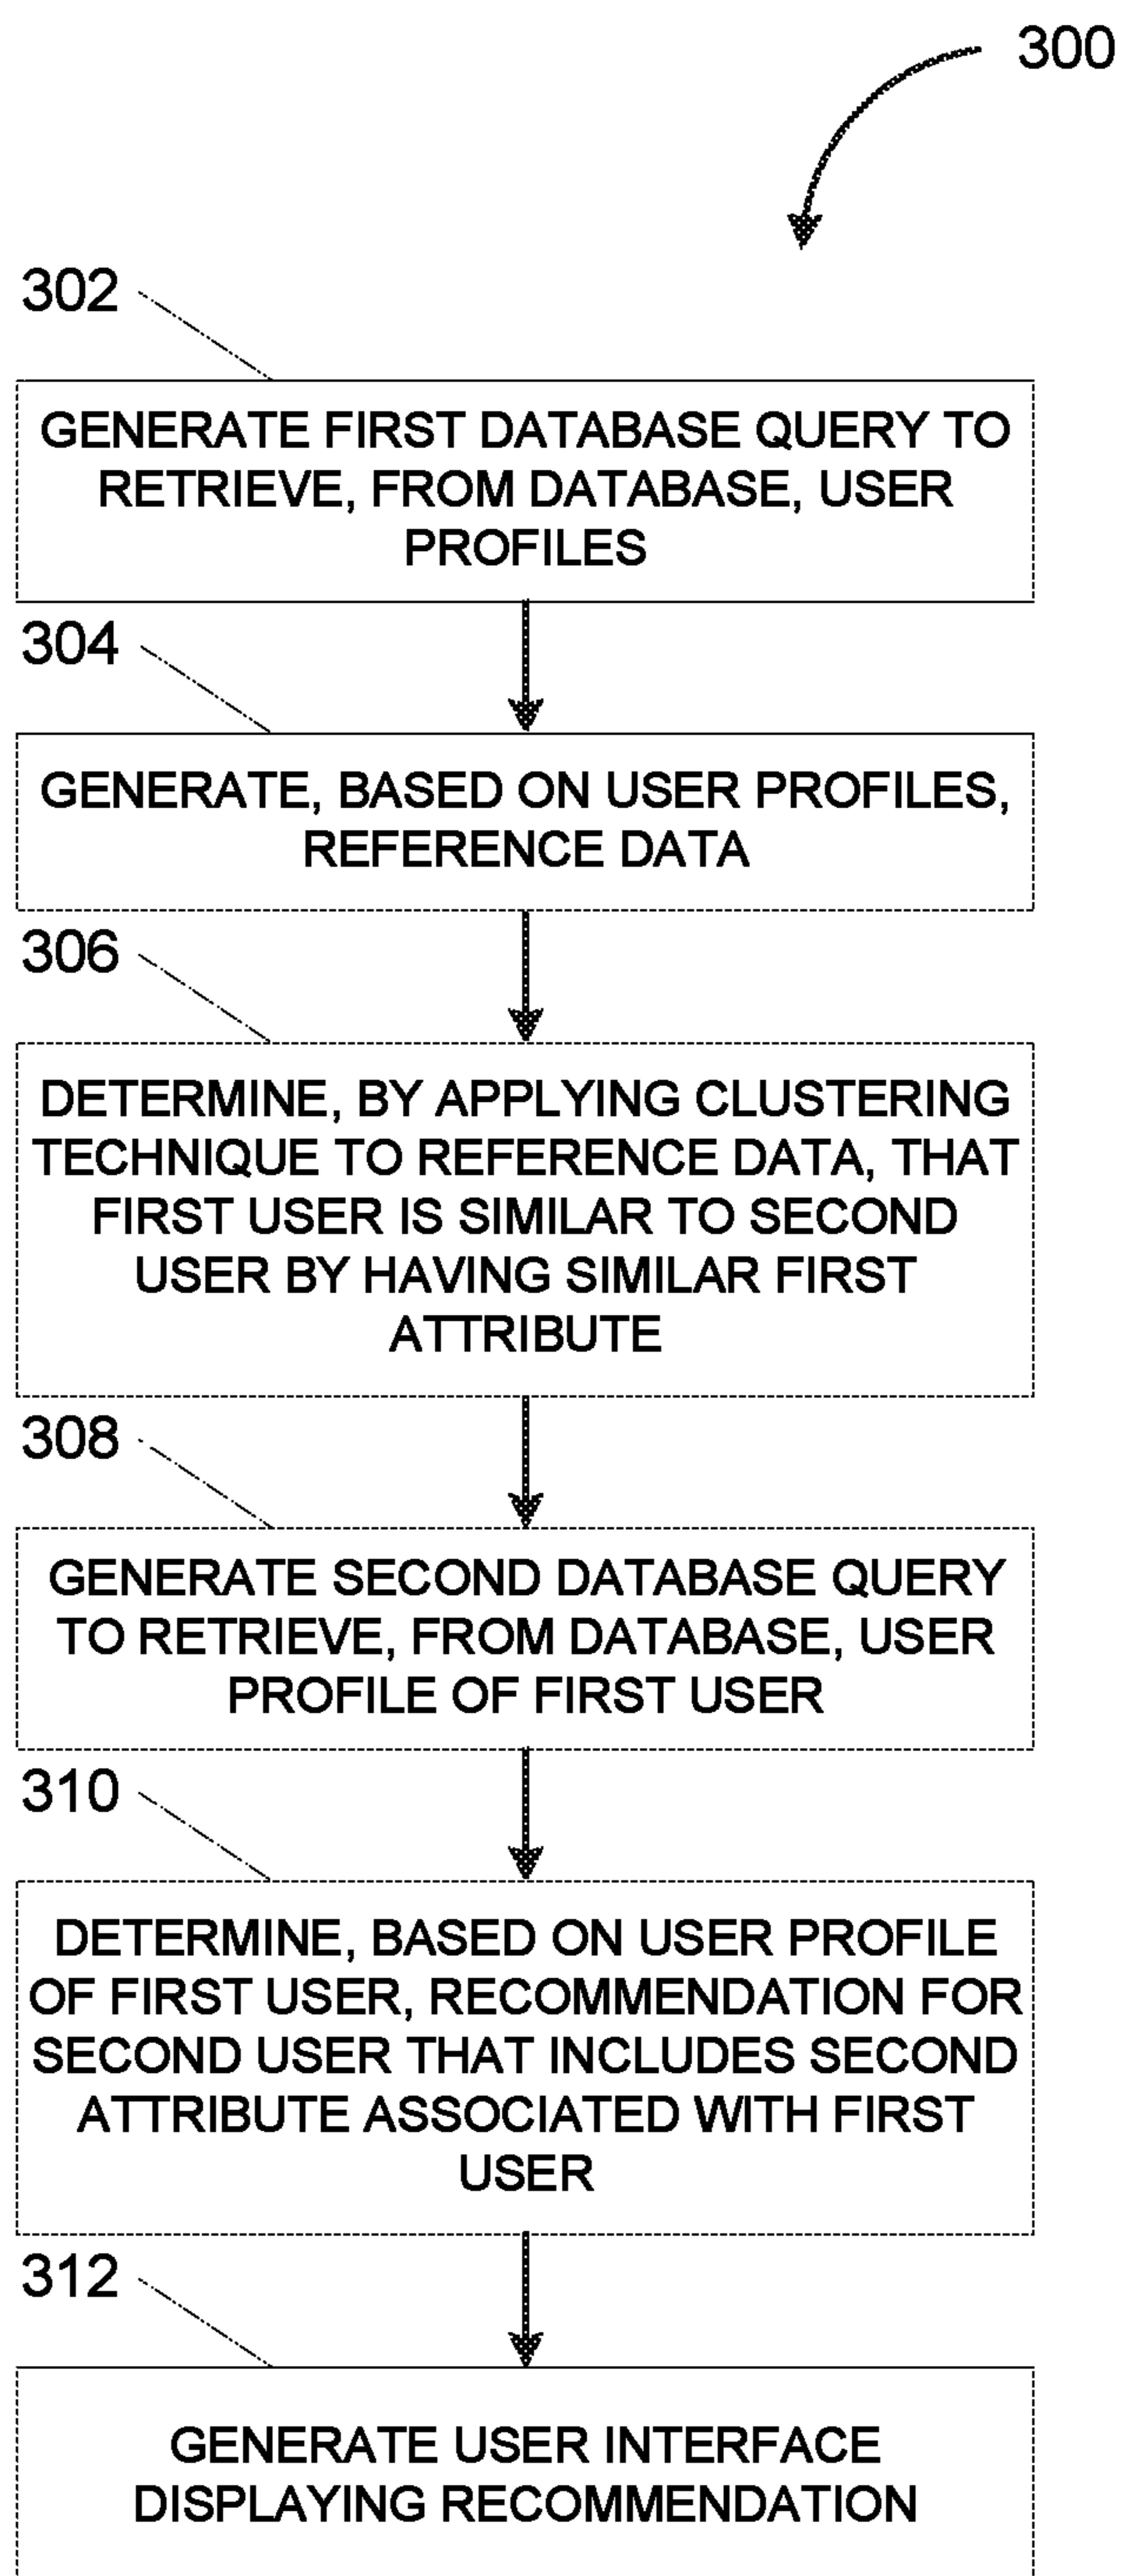 300
302
GENERATE FIRST DATABASE QUERY TO
RETRIEVE, FROM DATABASE, USER
PROFILES
304
GENERATE, BASED ON USER PROFILES,
REFERENCE DATA
306
DETERMINE, BY APPLYING CLUSTERING
TECHNIQUE TO REFERENCE DATA, THAT
FIRST USER IS SIMILAR TO SECOND
USER BY HAVING SIMILAR FIRST
ATTRIBUTE
308
GENERATE SECOND DATABASE QUERY
TO RETRIEVE, FROM DATABASE, USER
PROFILE OF FIRST USER
310
DETERMINE, BASED ON USER PROFILE
OF FIRST USER, RECOMMENDATION FOR
SECOND USER THAT INCLUDES SECOND
ATTRIBUTE ASSOCIATED WITH FIRST
USER
312
GENERATE USER INTERFACE
DISPLAYING RECOMMENDATION